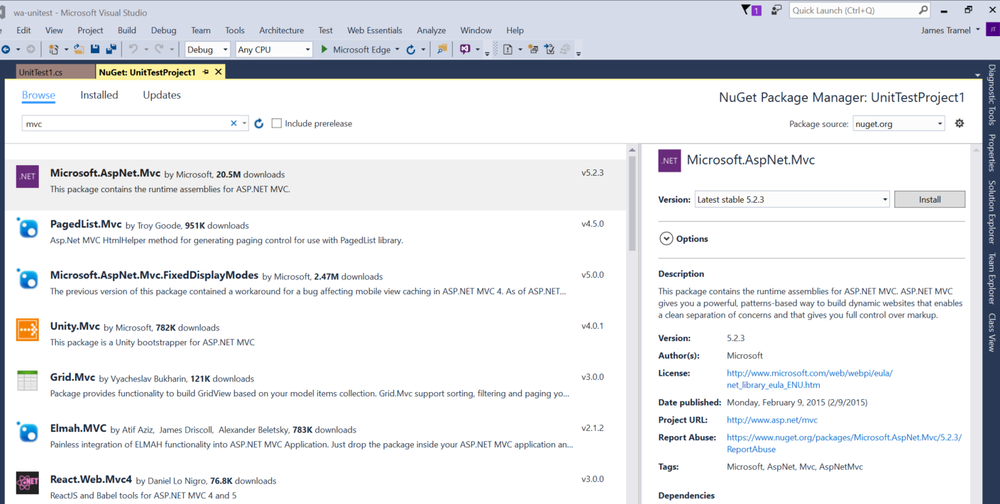 wa-unitest - Microsoft Visual Studio
1
Quick Launch (Ctrl+Q)
Edit View Project Build Debug Team Tools Architecture Test Web Essentials Analyze Window Help
James Tramel
JT
Debug Any CPU Microsoft Edge
UnitTest1.cs
NuGet: UnitTestProject1
Browse Installed Updates
NuGet Package Manager: UnitTestProject1
mvc
Include prerelease
Package source: nuget.org
.NET
Microsoft.AspNet.Mvc by Microsoft, 20.5M downloads
v5.2.3
This package contains the runtime assemblies for ASP.NET MVC.
PagedList.Mvc by Troy Goode, 951K downloads
v4.5.0
Asp.Net MVC HtmlHelper method for generating paging control for use with PagedList library.
Microsoft.AspNet.Mvc.FixedDisplayModes by Microsoft, 2.47M downloads
v5.0.0
The previous version of this package contained a workaround for a bug affecting mobile view caching in ASP.NET MVC 4. As of ASP.NET...
Unity.Mvc by Microsoft, 782K downloads
v4.0.1
This package is a Unity bootstrapper for ASP.NET MVC
Grid.Mvc by Vyacheslav Bukharin, 121K downloads
v3.0.0
Package provides functionality to build GridView based on your model items collection. Grid.Mvc support sorting, filtering and paging yo...
Elmah.MVC by Atif Aziz, James Driscoll, Alexander Beletsky, 783K downloads
v2.1.2
Painless integration of ELMAH functionality into ASP.NET MVC Application. Just drop the package inside your ASP.NET MVC application an...
.NET
React.Web.Mvc4 by Daniel Lo Nigro, 76.8K downloads
v3.0.0
ReactJS and Babel tools for ASP.NET MVC 4 and 5
.NET
Microsoft.AspNet.Mvc
Version: Latest stable 5.2.3
Install
Options
Description
This package contains the runtime assemblies for ASP.NET MVC. ASP.NET MVC
gives you a powerful, patterns-based way to build dynamic websites that enables
a clean separation of concerns and that gives you full control over markup.
Version: 5.2.3
Author(s): Microsoft
License: http://www.microsoft.com/web/webpi/eula/
net_library_eula_ENU.htm
Date published: Monday, February 9, 2015 (2/9/2015)
Project URL: http://www.asp.net/mvc
Report Abuse: https://www.nuget.org/packages/Microsoft.AspNet.Mvc/5.2.3/
ReportAbuse
Tags: Microsoft, AspNet, Mvc, AspNetMvc
Dependencies
Diagnostic Tools
Properties
Solution Explorer
Team Explorer
Class View